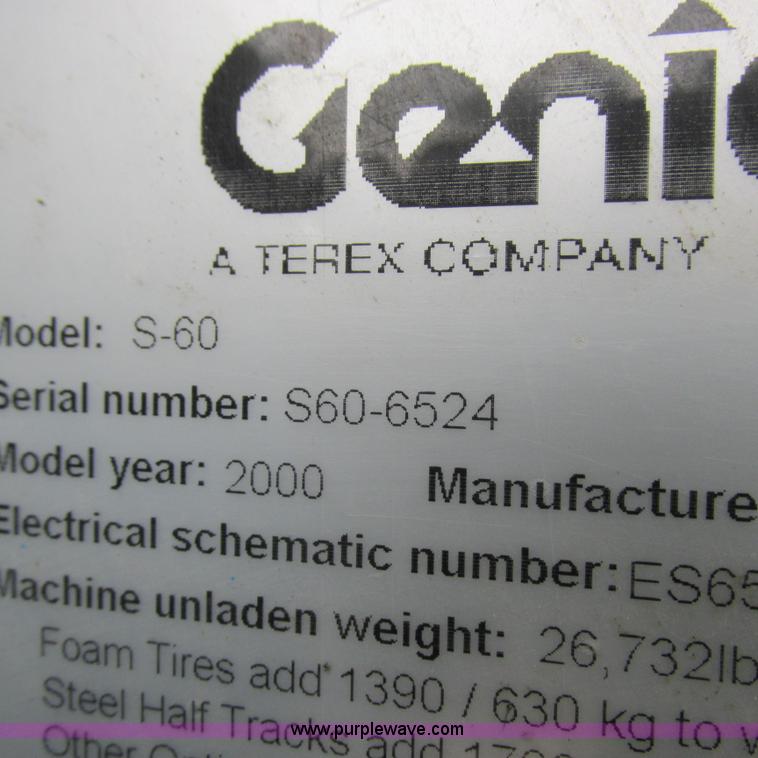 Genie
A TEREX COMPANY
Model: S-60
Serial number: S60-6524
Model year: 2000 Manufacture
Electrical schematic number: ES65
Machine unladen weight: 26,732lb
Foam Tires add 1390 / 630 kg to
Steel Half Tracks add
www.purplewave.com
Other